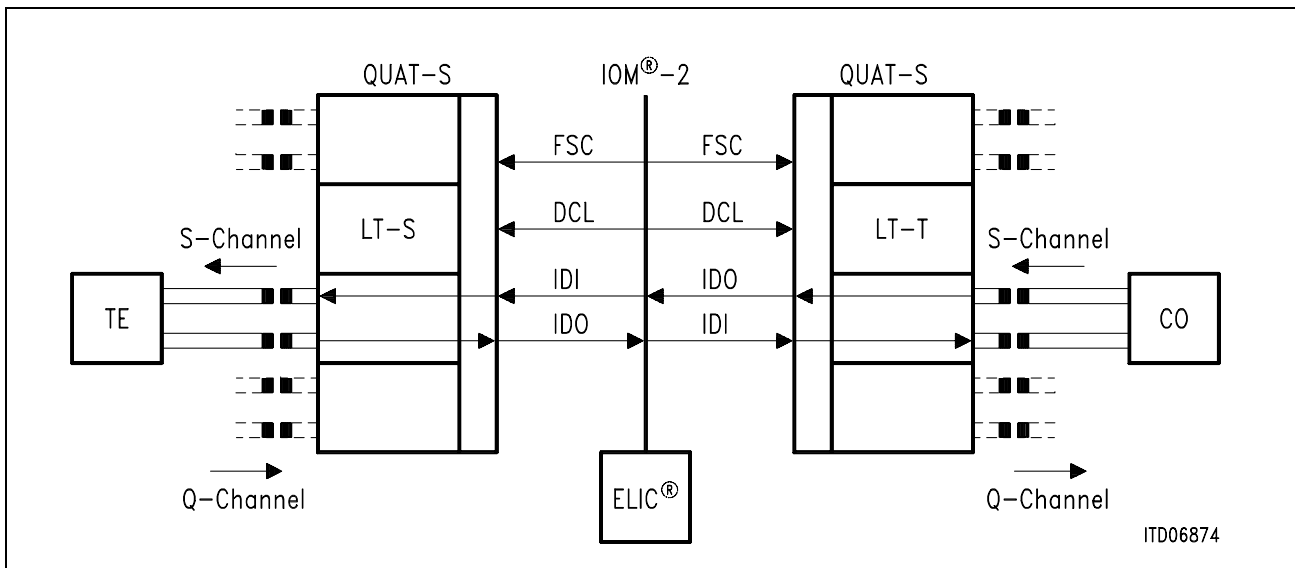 QUAT-S
IOM®-2
QUAT-S
FSC
FSC
LT-S
DCL
DCL
LT-T
S-Channel
S-Channel
IDI
IDO
TE
CO
IDO
IDI
Q-Channel
ELIC®
Q-Channel
ITD06874